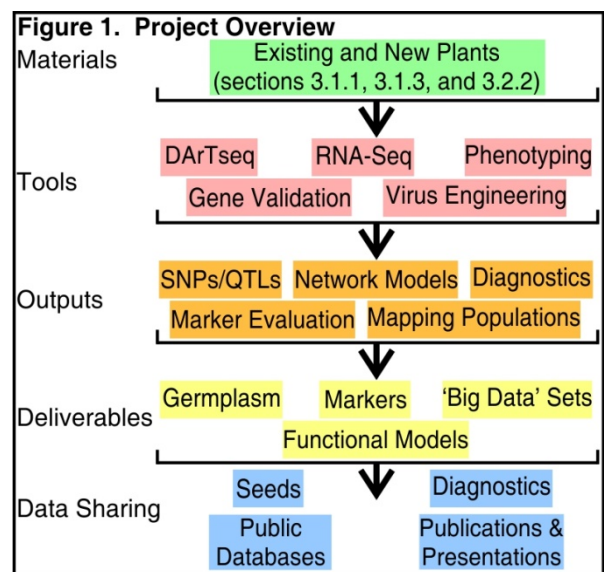 Figure 1.  Project Overview
Materials
Existing and New Plants
(sections 3.1.1, 3.1.3, and 3.2.2)
Tools
DArTseq RNA-Seq Phenotyping
Gene Validation Virus Engineering
Outputs
SNPs/QTLs Network Models Diagnostics
Marker Evaluation Mapping Populations
Deliverables
Germplasm Markers ‘Big Data’ Sets
Functional Models
Data Sharing
Seeds Diagnostics
Public Databases
Publications & Presentations